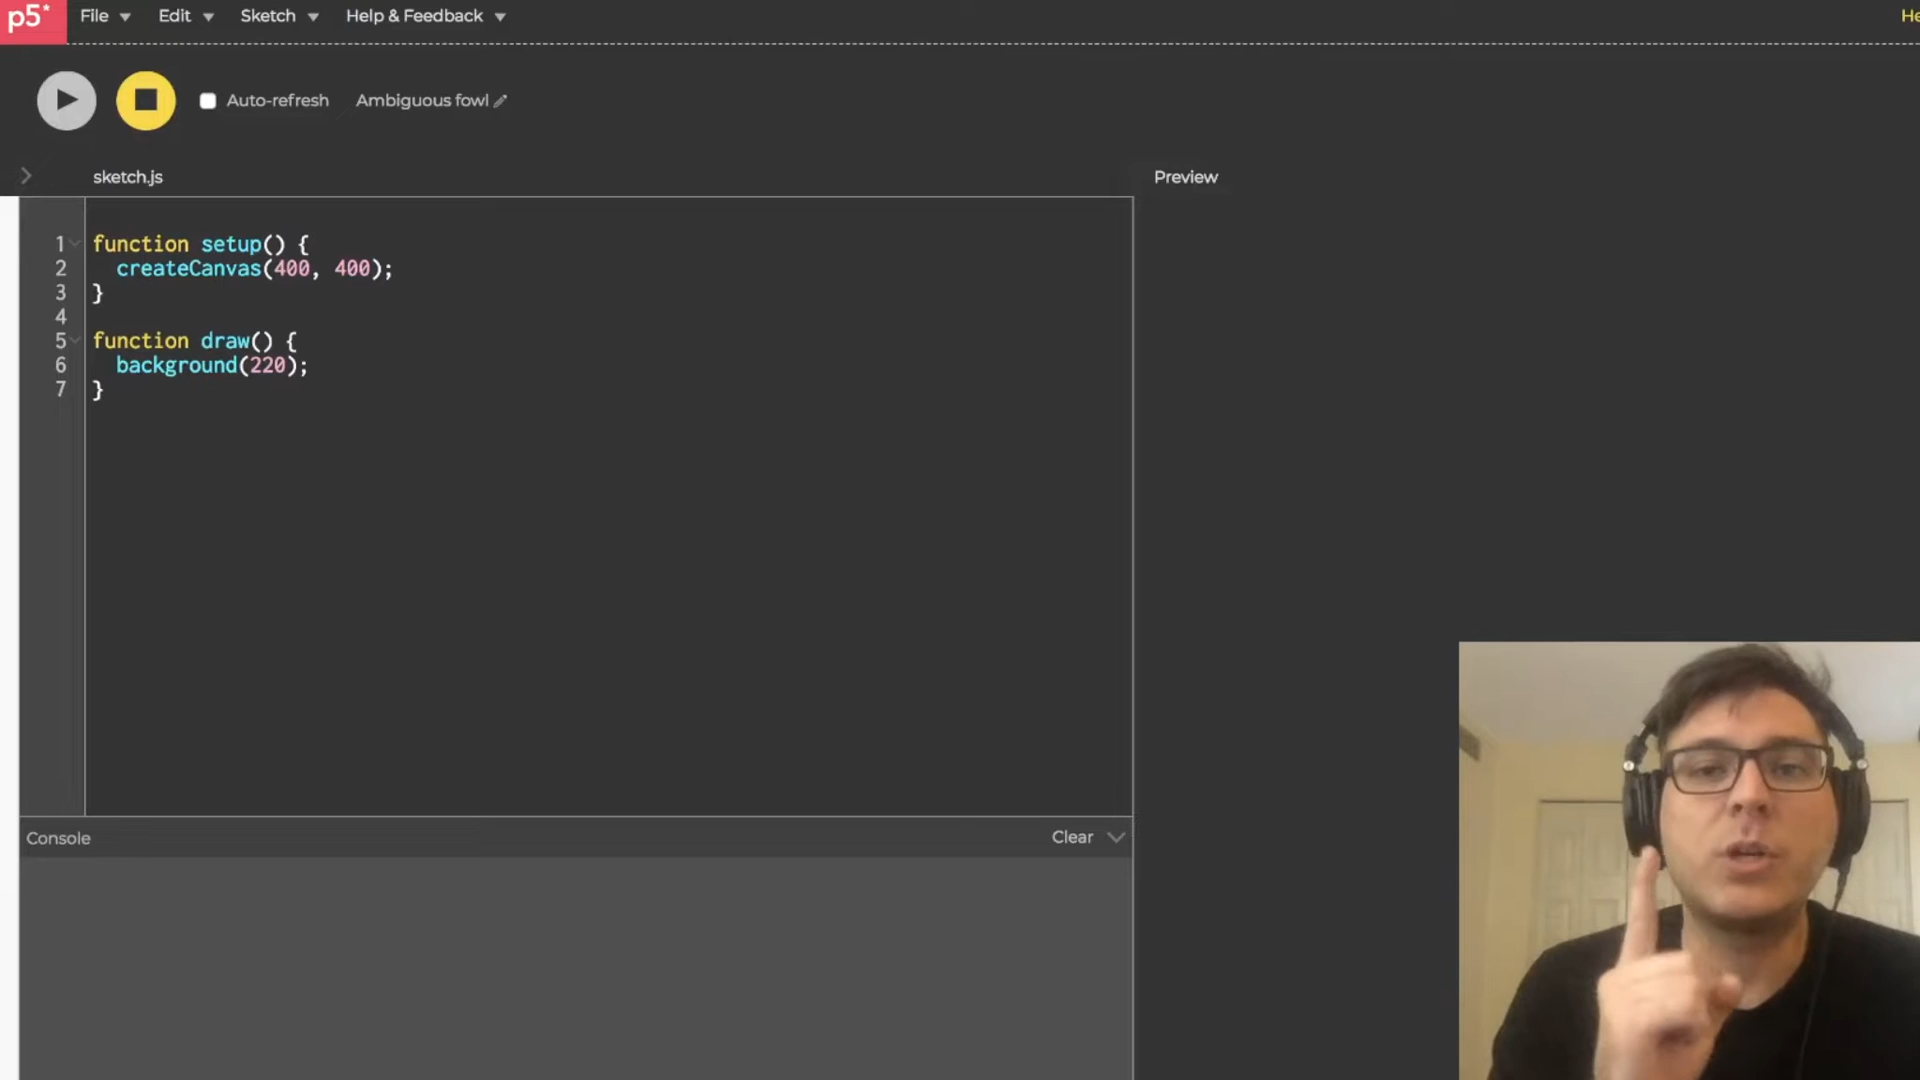 p5*
File
Edit
Sketch
Help & Feedback
He
Auto-refresh
Ambiguous fowl
sketch.js
Preview
1 function setup() {
2 createCanvas(400, 400);
3 }
4
5 function draw() {
6 background(220);
7 }
Console
Clear